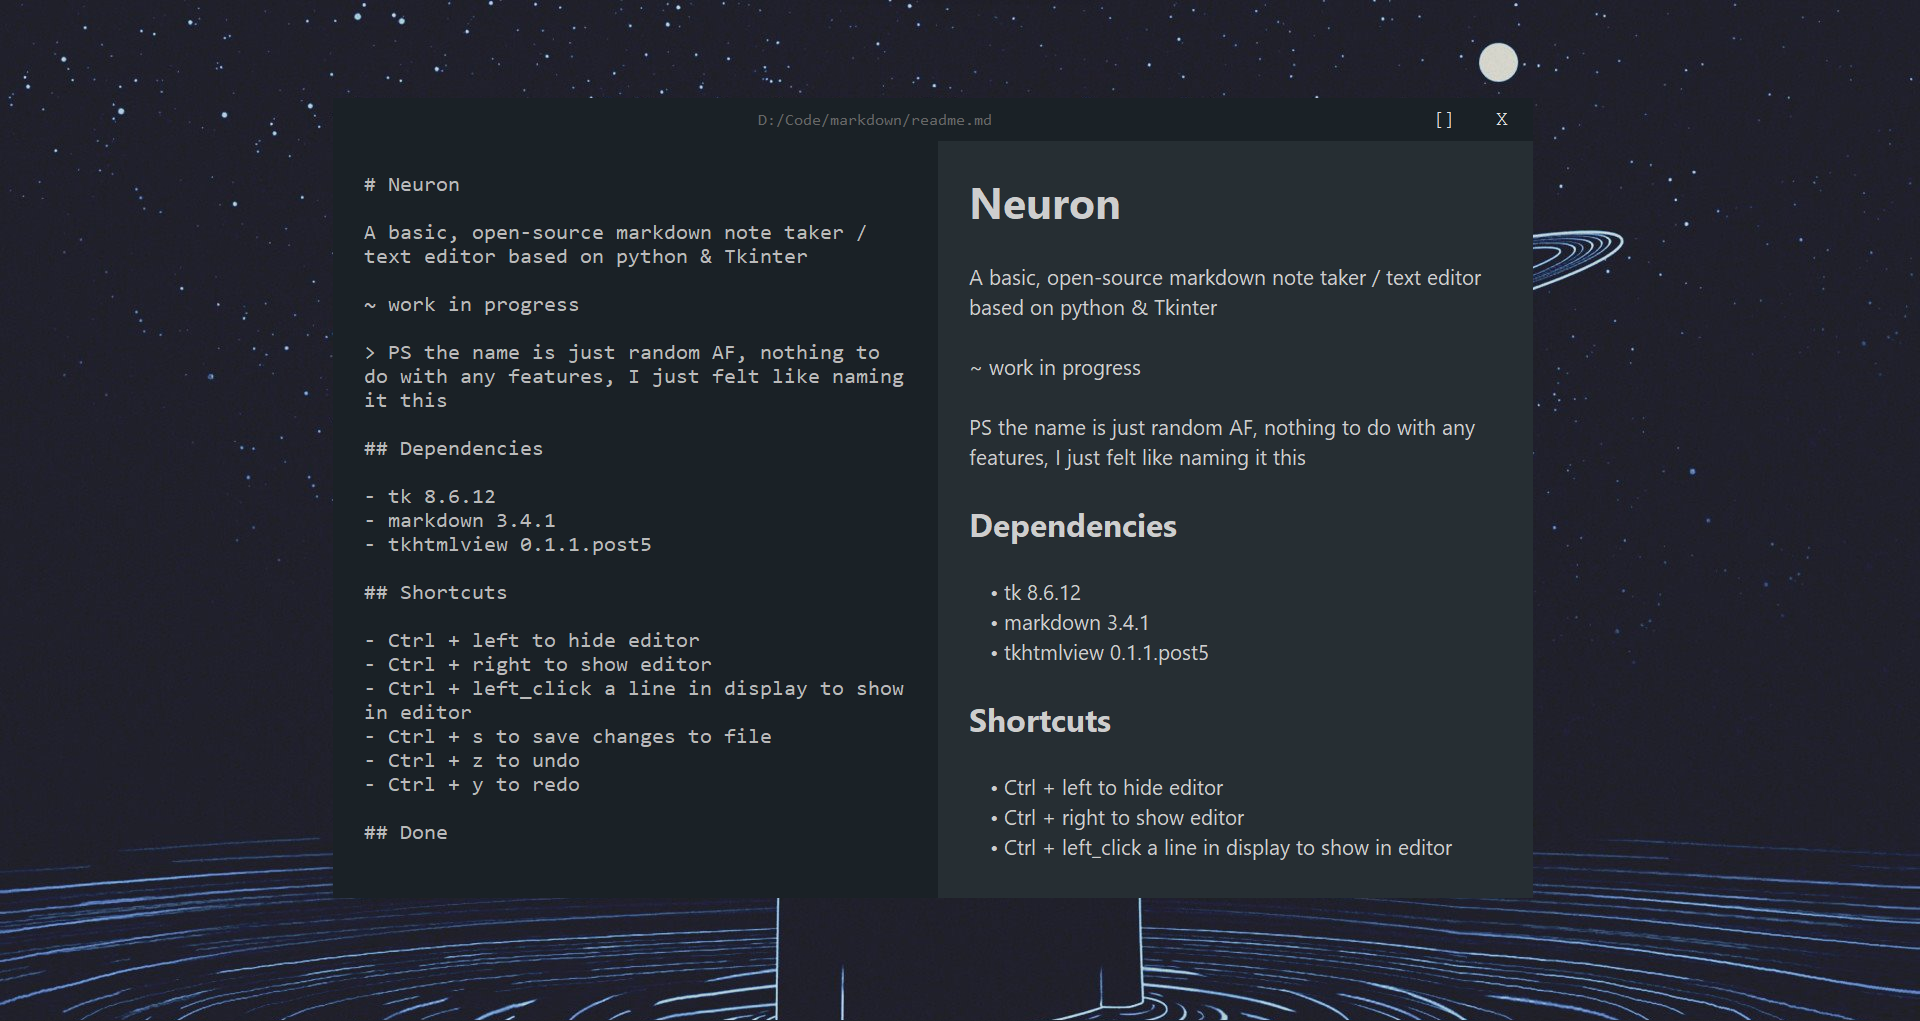 D:/Code/markdown/readme.md
[] X
# Neuron
A basic, open-source markdown note taker /
text editor based on python & Tkinter
~ work in progress
> PS the name is just random AF, nothing to
do with any features, I just felt like naming
it this
## Dependencies
- tk 8.6.12
- markdown 3.4.1
- tkhtmlview 0.1.1.post5
## Shortcuts
- Ctrl + left to hide editor
- Ctrl + right to show editor
- Ctrl + left_click a line in display to show
in editor
- Ctrl + s to save changes to file
- Ctrl + z to undo
- Ctrl + y to redo
## Done
Neuron
A basic, open-source markdown note taker / text editor
based on python & Tkinter
~ work in progress
PS the name is just random AF, nothing to do with any
features, I just felt like naming it this
Dependencies
• tk 8.6.12
• markdown 3.4.1
• tkhtmlview 0.1.1.post5
Shortcuts
• Ctrl + left to hide editor
• Ctrl + right to show editor
• Ctrl + left_click a line in display to show in editor